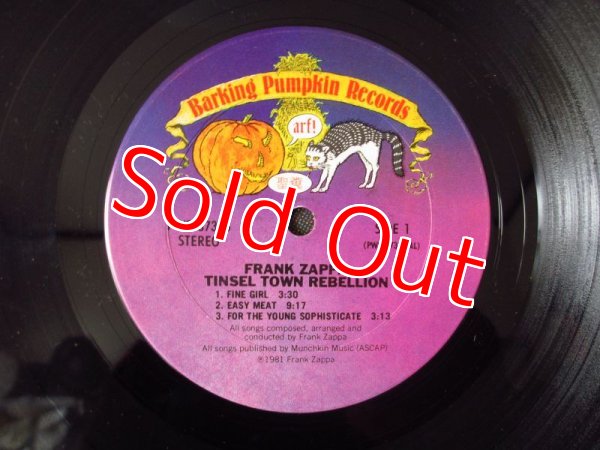 Barking Pumpkin Records
arf!
聖遵
Sold Out
STEREO
SIDE 1
FRANK ZAPPA
TINSEL TOWN REBELLION
1. FINE GIRL 3:30
2. EASY MEAT 9:17
3. FOR THE YOUNG SOPHISTICATE 3:13
All songs composed, arranged and
conducted by Frank Zappa
All songs published by Munchkin Music (ASCAP)
℗1981 Frank Zappa